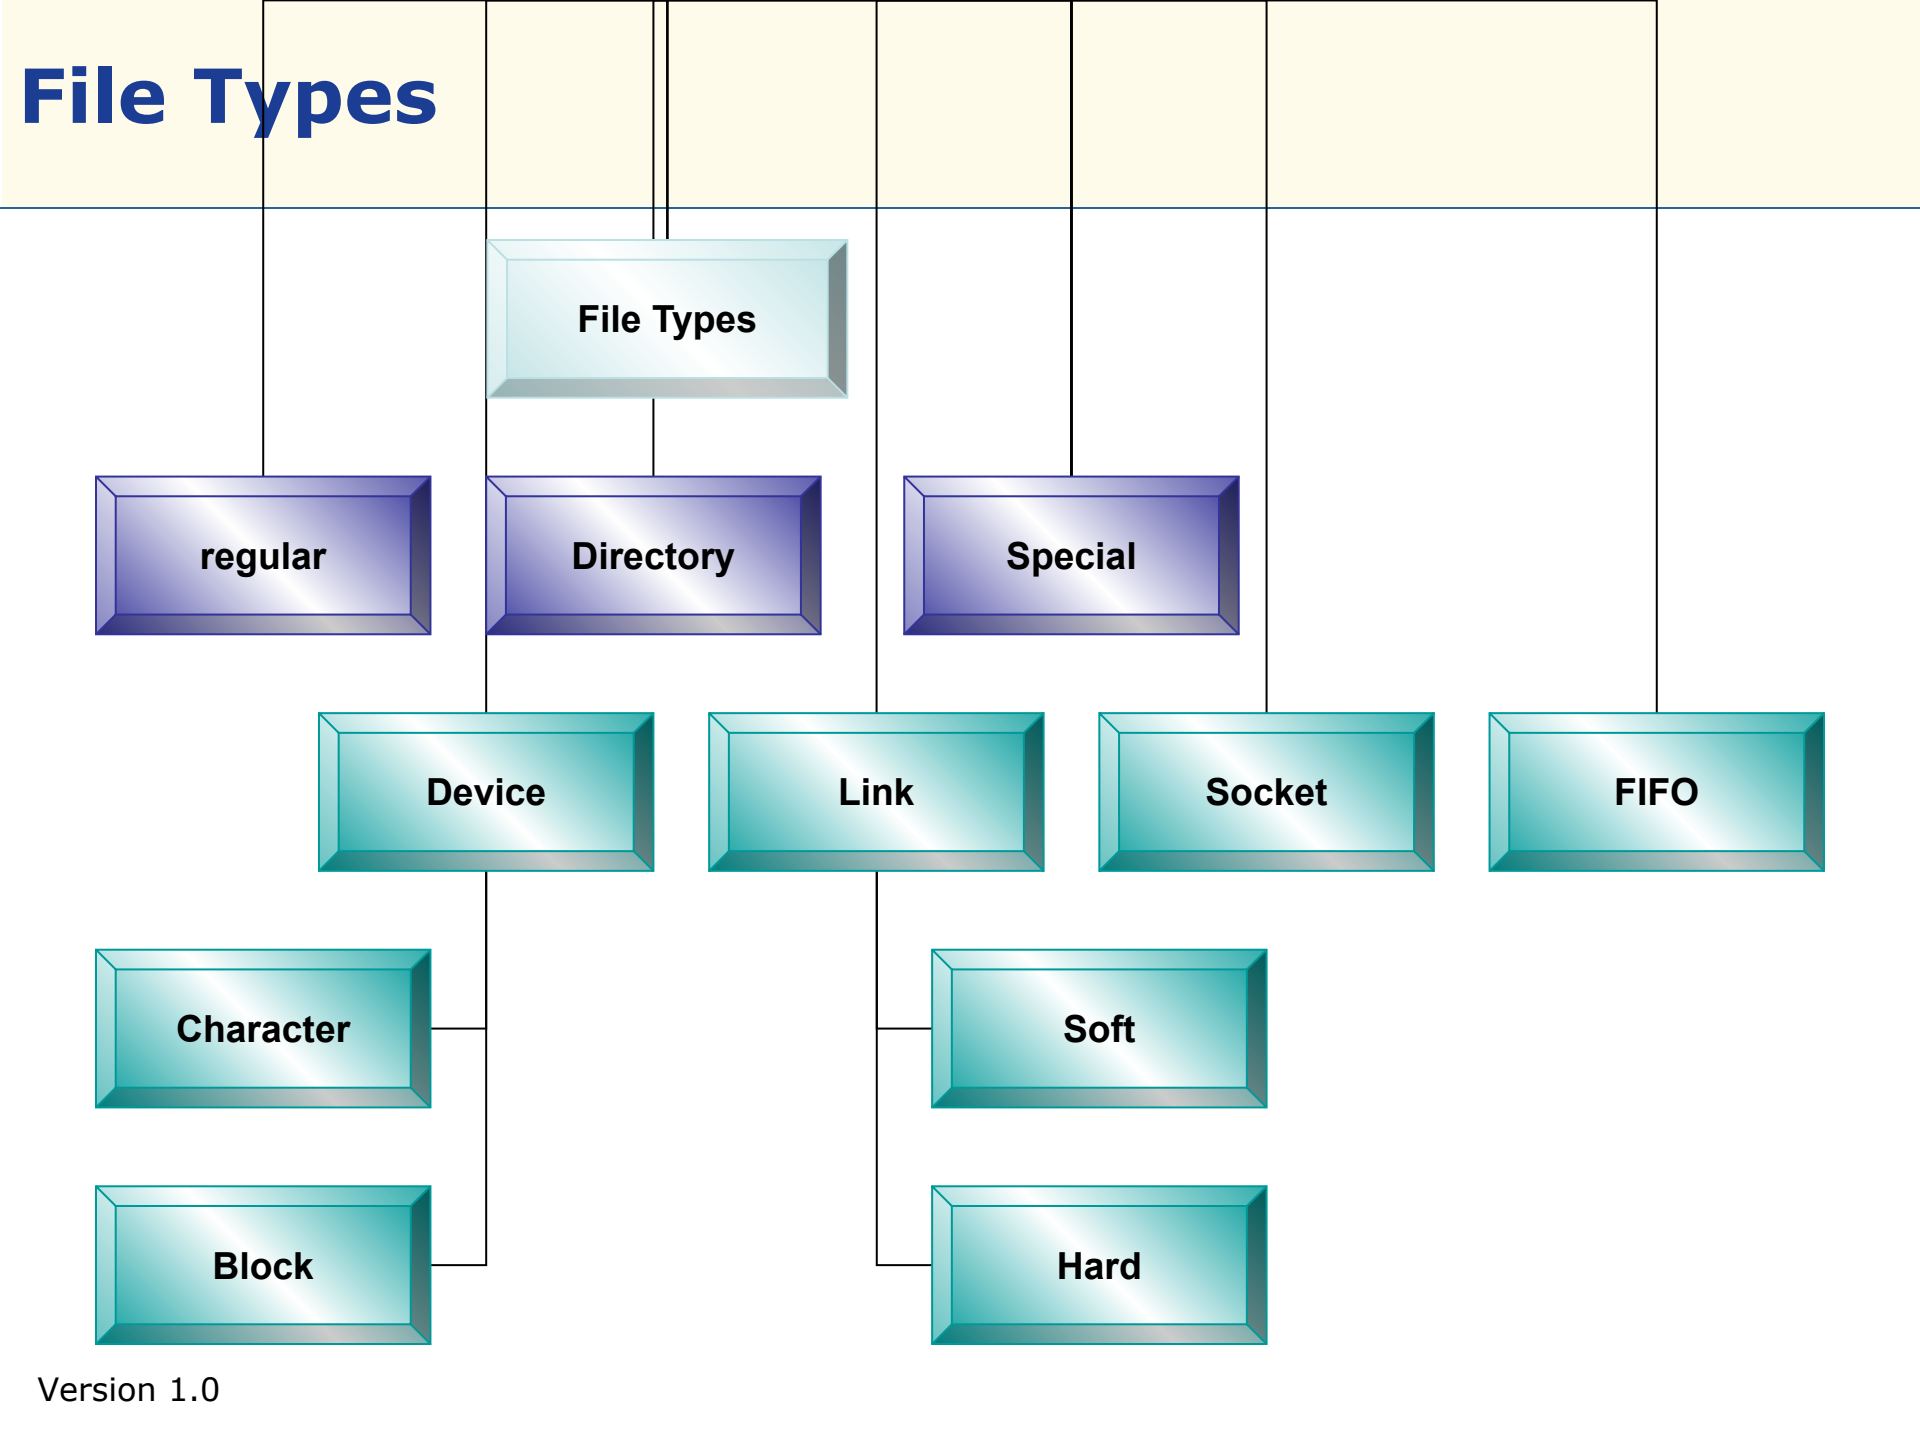 File Types
File Types
regular
Directory
Special
Device
Link
Socket
FIFO
Character
Soft
Block
Hard
Version 1.0